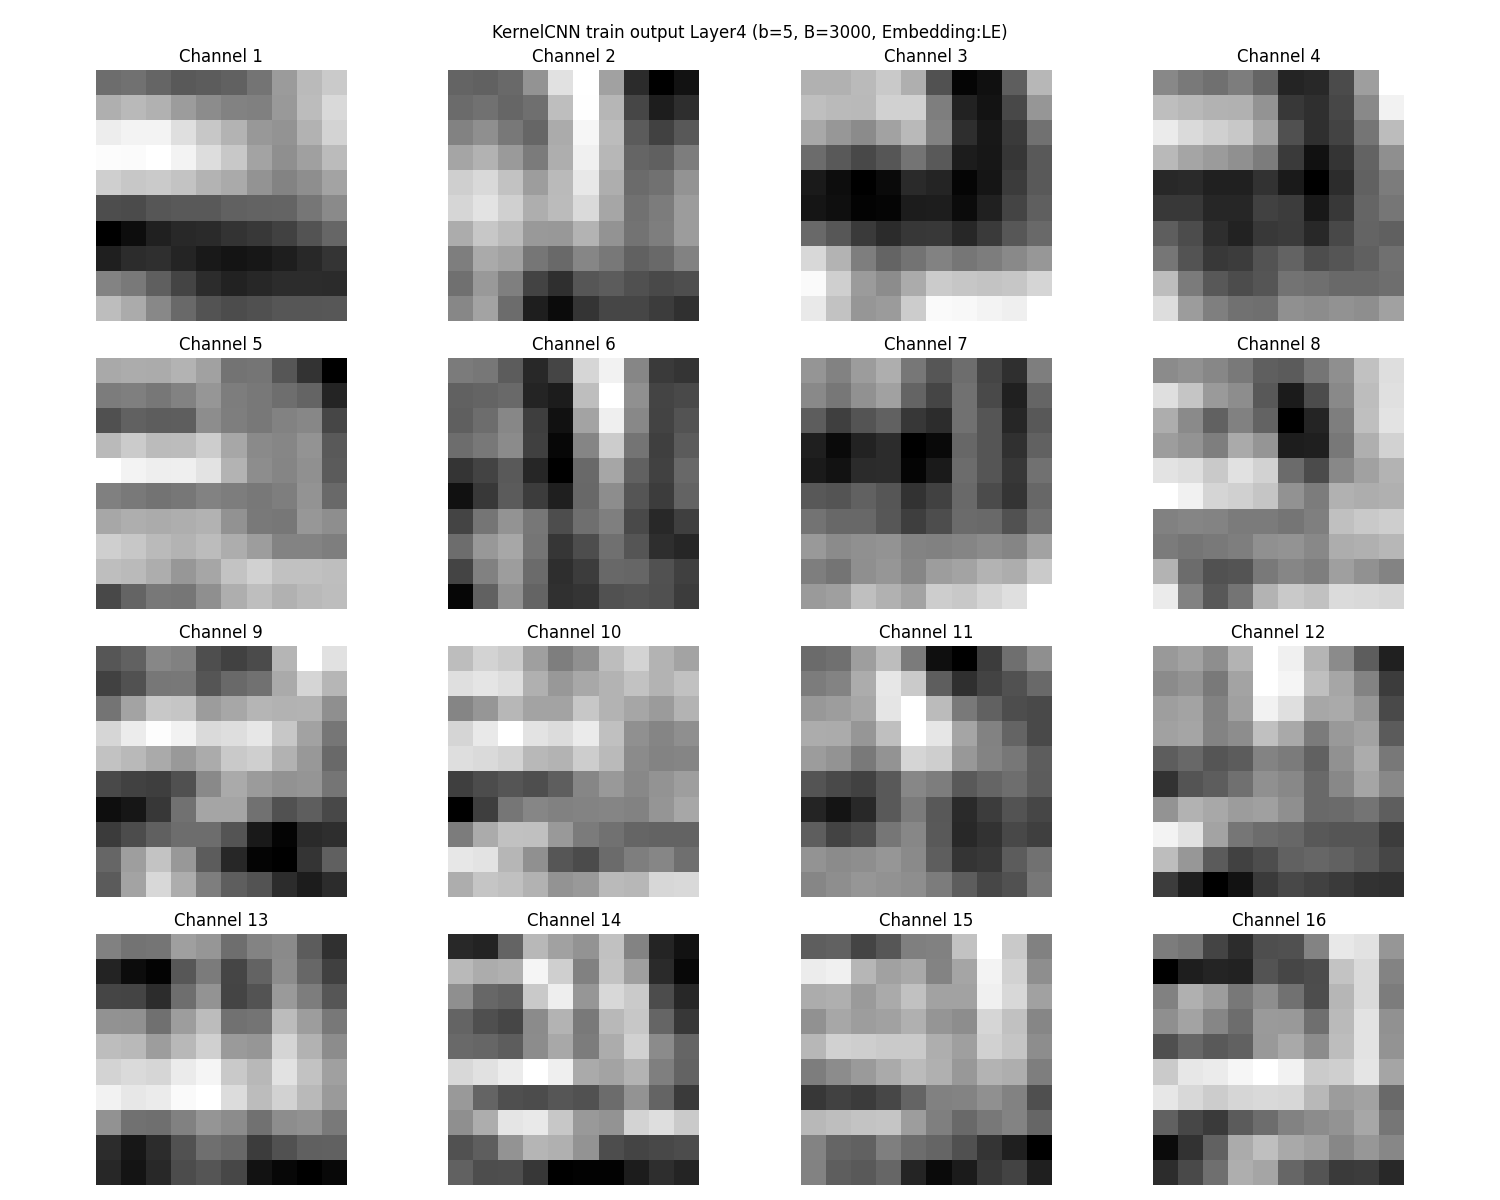 KernelCNN train output Layer4 (b=5, B=3000, Embedding:LE)
Channel 1
Channel 2
Channel 3
Channel 4
Channel 5
Channel 6
Channel 7
Channel 8
Channel 9
Channel 10
Channel 11
Channel 12
Channel 13
Channel 14
Channel 15
Channel 16